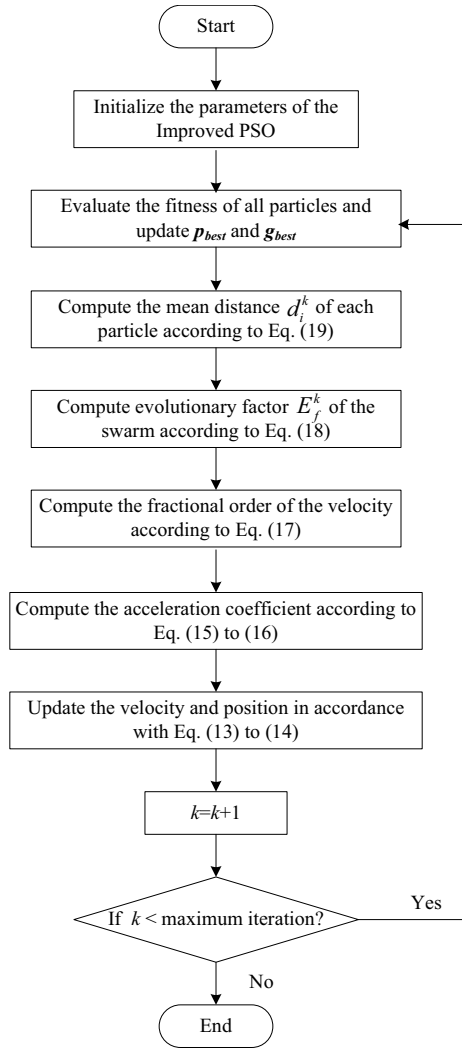 Start
Initialize the parameters of the
Improved PSO
Evaluate the fitness of all particles and
update p_best and g_best
Compute the mean distance d_i^k of each
particle according to Eq. (19)
Compute evolutionary factor E_f^k of the
swarm according to Eq. (18)
Compute the fractional order of the velocity
according to Eq. (17)
Compute the acceleration coefficient according to
Eq. (15) to (16)
Update the velocity and position in accordance
with Eq. (13) to (14)
k=k+1
If k < maximum iteration?
Yes
No
End